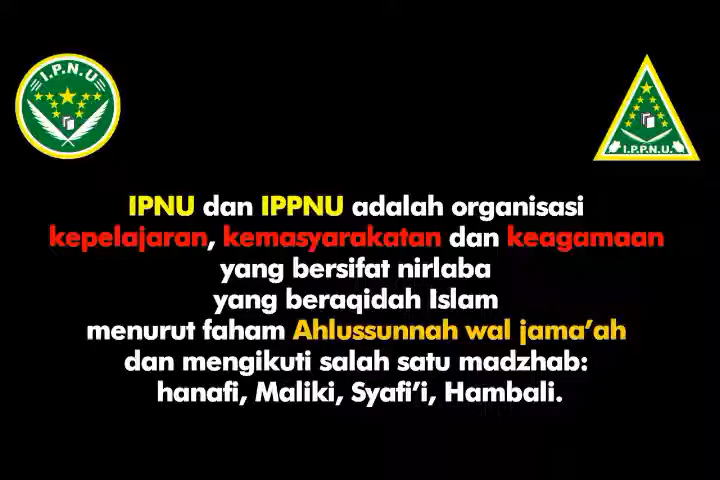 I.P.N.U
I.P.P.N.U.
IPNU dan IPPNU adalah organisasi
kepelajaran, kemasyarakatan dan keagamaan
yang bersifat nirlaba
yang beraqidah Islam
menurut faham Ahlussunnah wal jama'ah
dan mengikuti salah satu madzhab:
hanafi, Maliki, Syafi'i, Hambali.